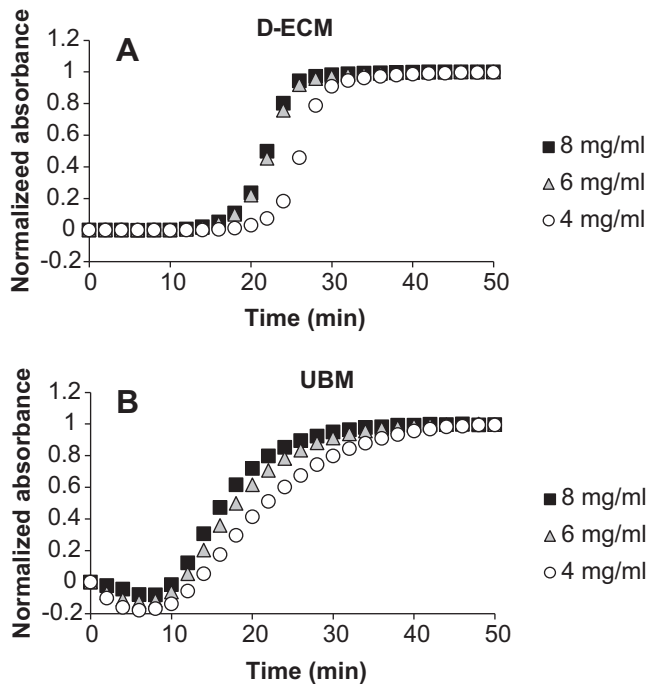 D-ECM
A
Normalizeed absorbance
1.2
1
0.8
0.6
0.4
0.2
0
-0.2
0 10 20 30 40 50
Time (min)
8 mg/ml
6 mg/ml
4 mg/ml
UBM
B
Normalized absorbance
1.2
1
0.8
0.6
0.4
0.2
0
-0.2
0 10 20 30 40 50
Time (min)
8 mg/ml
6 mg/ml
4 mg/ml